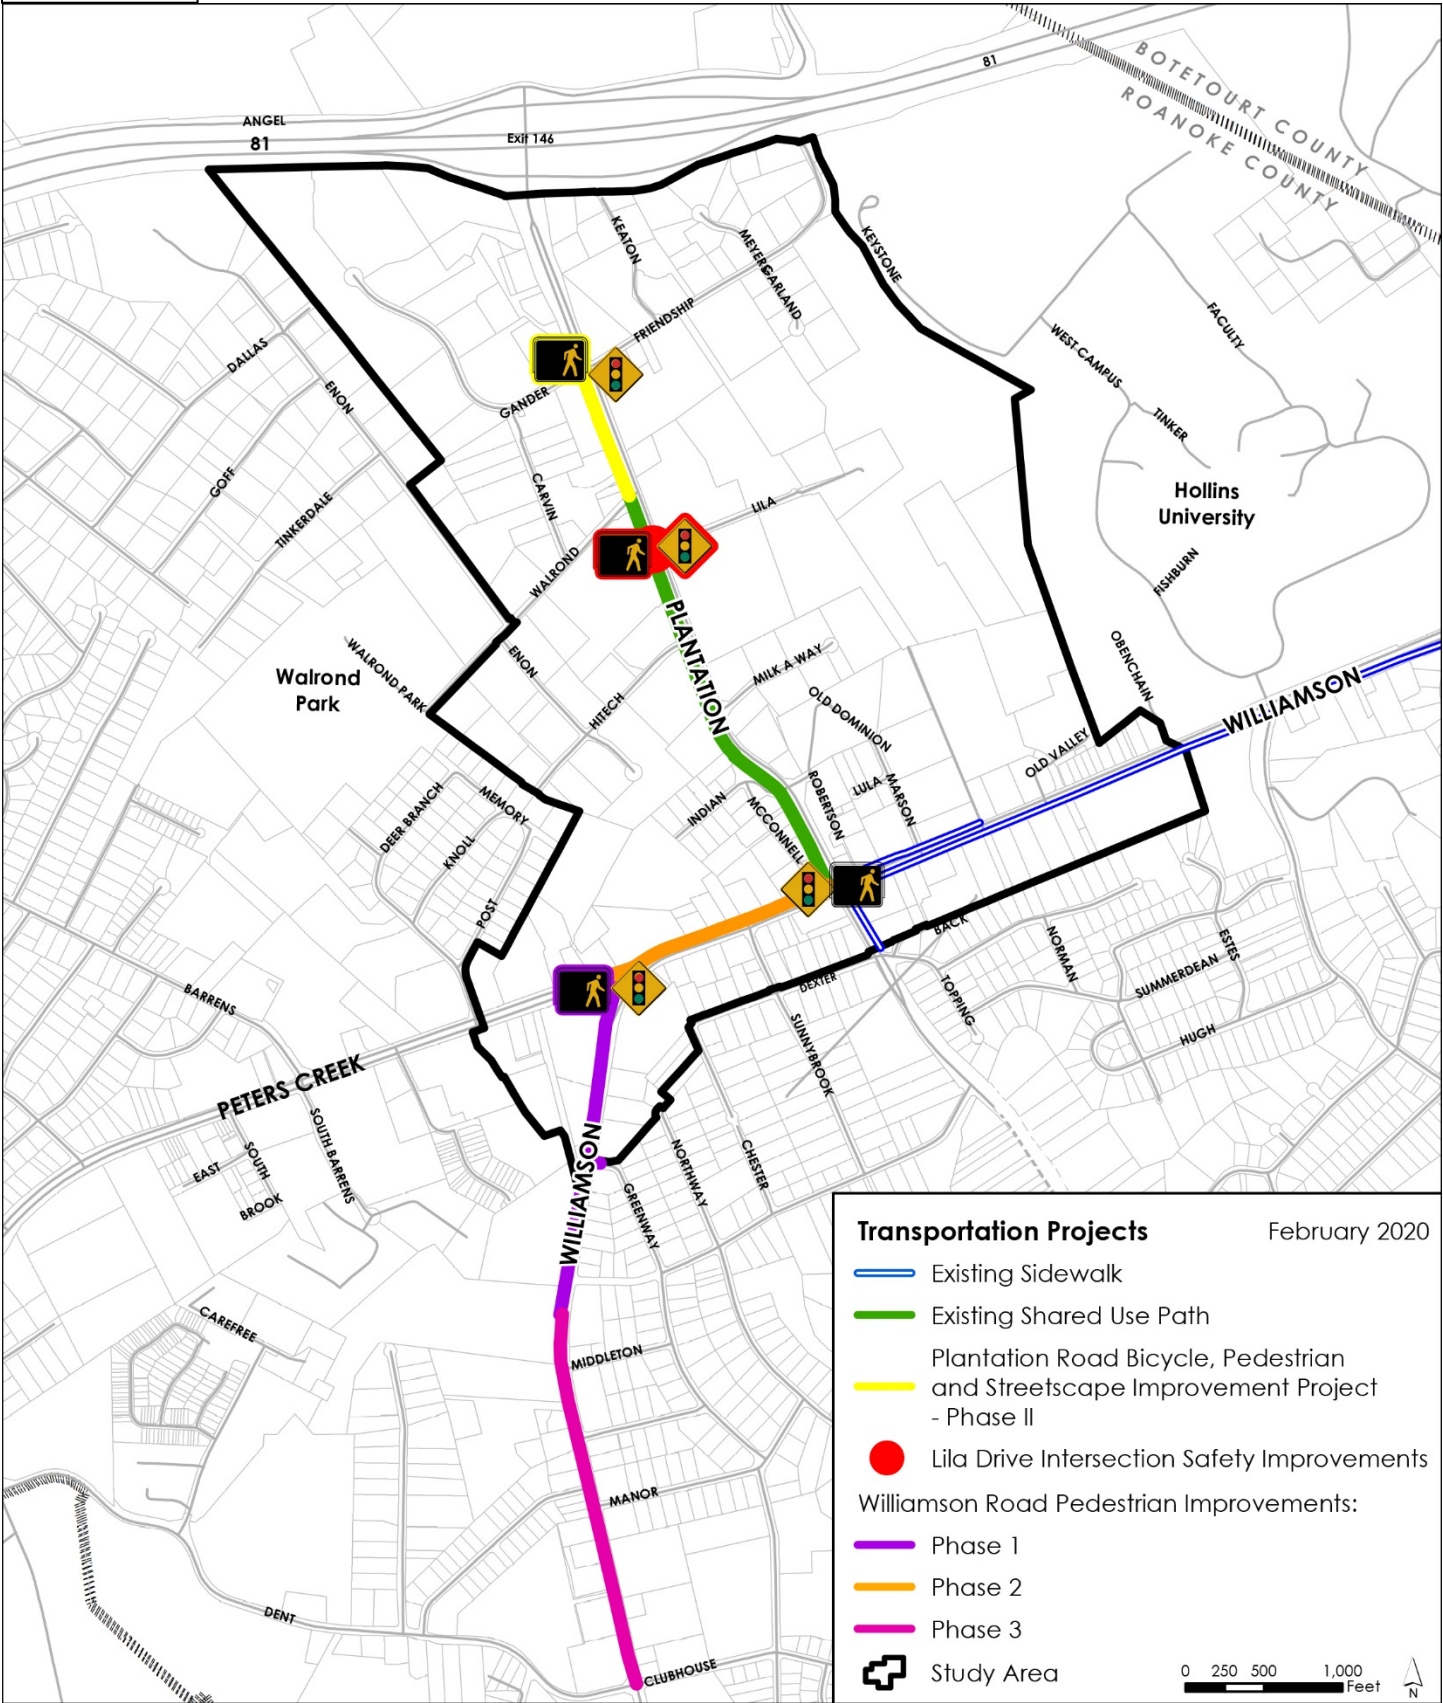 BOTETOURT COUNTY
ROANOKE COUNTY
81
ANGEL
81
Exit 146
KEATON
MEYERS
GARLAND
KEYSTONE
FRIENDSHIP
FACULTY
WEST CAMPUS
TINKER
DALLAS
ENON
GANDER
GOFF
TINKERDALE
CARVIN
LILA
Hollins
University
WALROND
FISHBURN
PLANTATION
WALROND PARK
Walrond
Park
ENON
HITECH
MILK A WAY
OLD DOMINION
OBENCHAIN
WILLIAMSON
OLD VALLEY
DEER BRANCH
MEMORY
KNOLL
POST
INDIAN
MCCONNELL
ROBERTSON
LULA
MARSON
BACK
DEXTER
NORMAN
ESTES
SUMMERDEAN
TOPPING
HUGH
SUNNYBROOK
BARRENS
PETERS CREEK
SOUTH BARRENS
EAST
SOUTH
BROOK
WILLIAMSON
GREENWAY
NORTHWAY
CHESTER
CAREFREE
MIDDLETON
MANOR
DENT
CLUBHOUSE
Transportation Projects February 2020
Existing Sidewalk
Existing Shared Use Path
Plantation Road Bicycle, Pedestrian
and Streetscape Improvement Project
- Phase II
Lila Drive Intersection Safety Improvements
Williamson Road Pedestrian Improvements:
Phase 1
Phase 2
Phase 3
Study Area
0 250 500 1,000
Feet
N